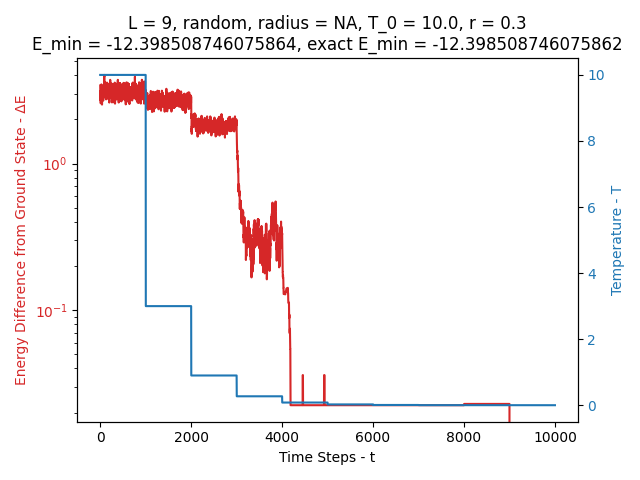 L = 9, random, radius = NA, T_0 = 10.0, r = 0.3
E_min = -12.398508746075864, exact E_min = -12.398508746075862
Energy Difference from Ground State - ΔE
10⁰
10⁻¹
10
8
6
4
2
0
Temperature - T
0
2000
4000
6000
8000
10000
Time Steps - t